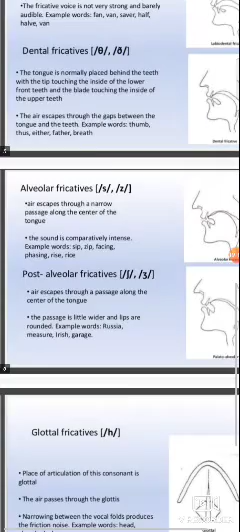 •The fricative voice is not very strong and barely
audible. Example words: fan, van, saver, half,
halve, van
Labiodental fricative
Dental fricatives [/θ/, /ð/]
• The tongue is normally placed behind the teeth
with the tip touching the inside of the lower
front teeth and the blade touching the inside of
the upper teeth
Dental fricative
• The air escapes through the gaps between the
tongue and the teeth. Example words: thumb,
thus, either, father, breath
Alveolar fricatives [/s/, /z/]
•air escapes through a narrow
passage along the center of the
tongue
• the sound is comparatively intense.
Example words: sip, zip, facing,
phasing, rise, rice
Post- alveolar fricatives [/ʃ/, /ʒ/]
• air escapes through a passage along the
center of the tongue
• the passage is little wider and lips are
rounded. Example words: Russia,
measure, Irish, garage.
Glottal fricatives [/h/]
• Place of articulation of this consonant is
glottal
• The air passes through the glottis
• Narrowing between the vocal folds produces
the friction noise. Example words: head,